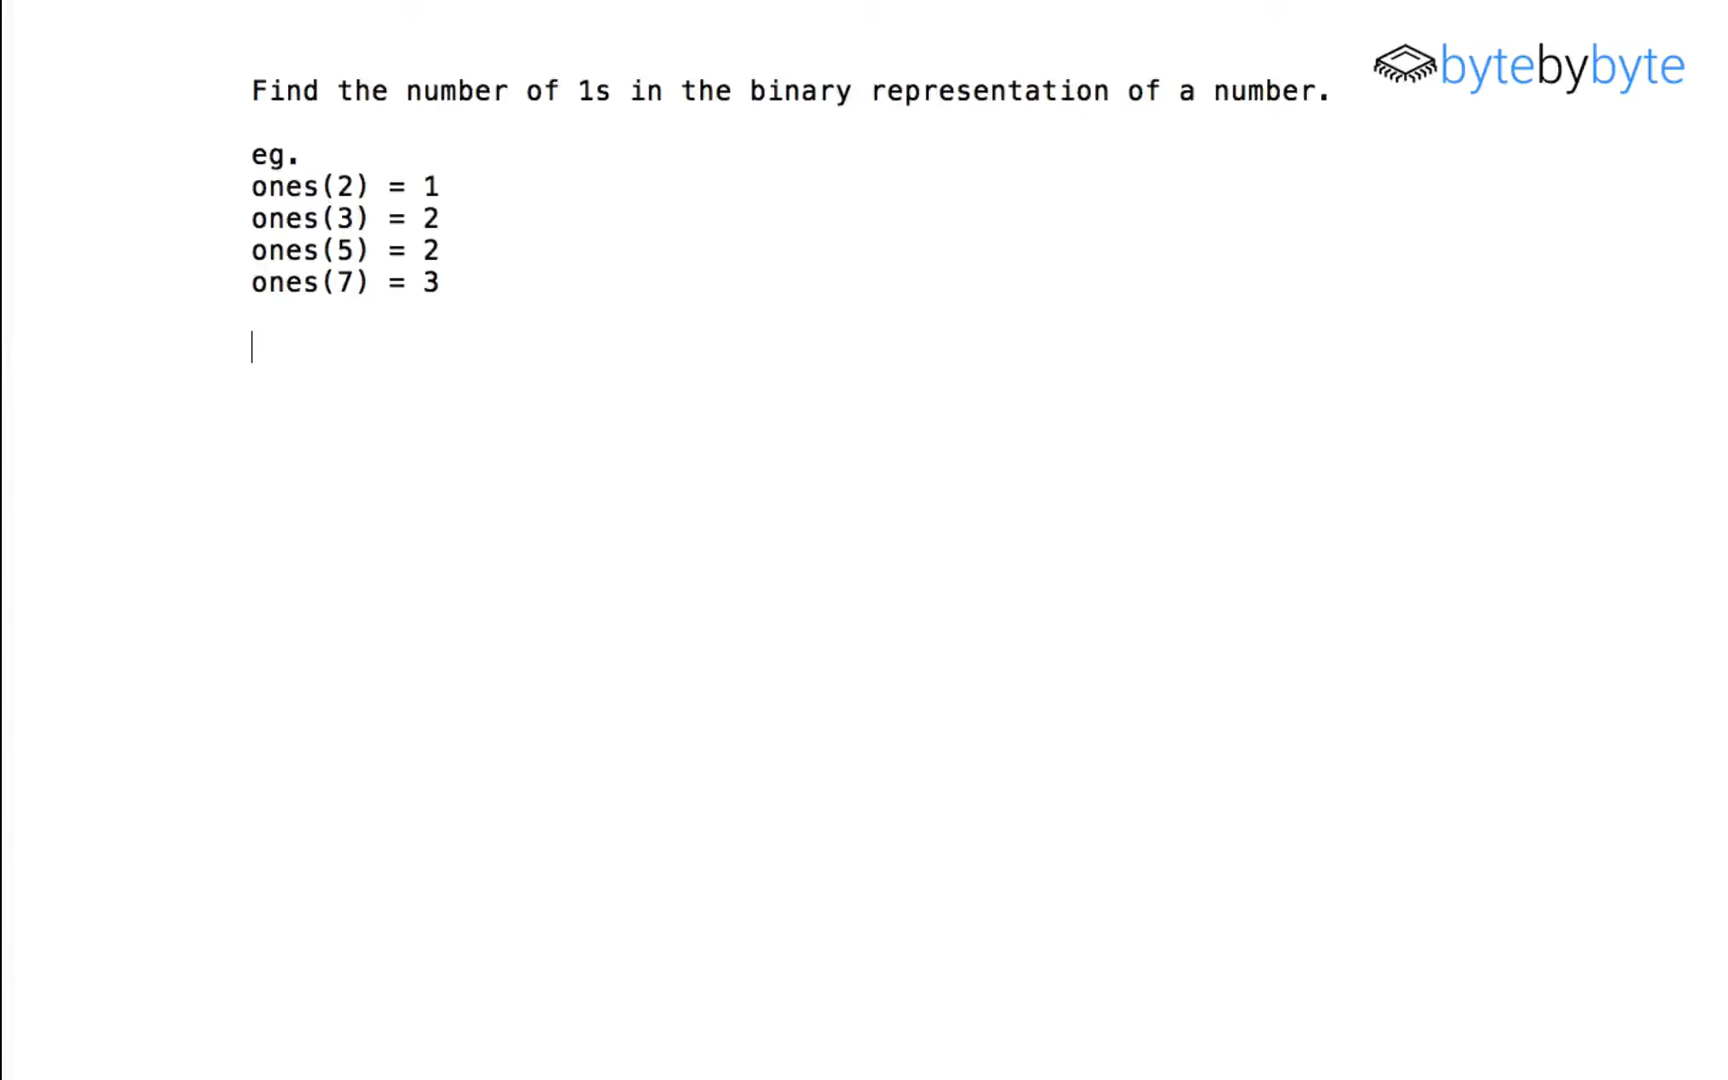 bytebybyte
Find the number of 1s in the binary representation of a number.
eg.
ones(2) = 1
ones(3) = 2
ones(5) = 2
ones(7) = 3